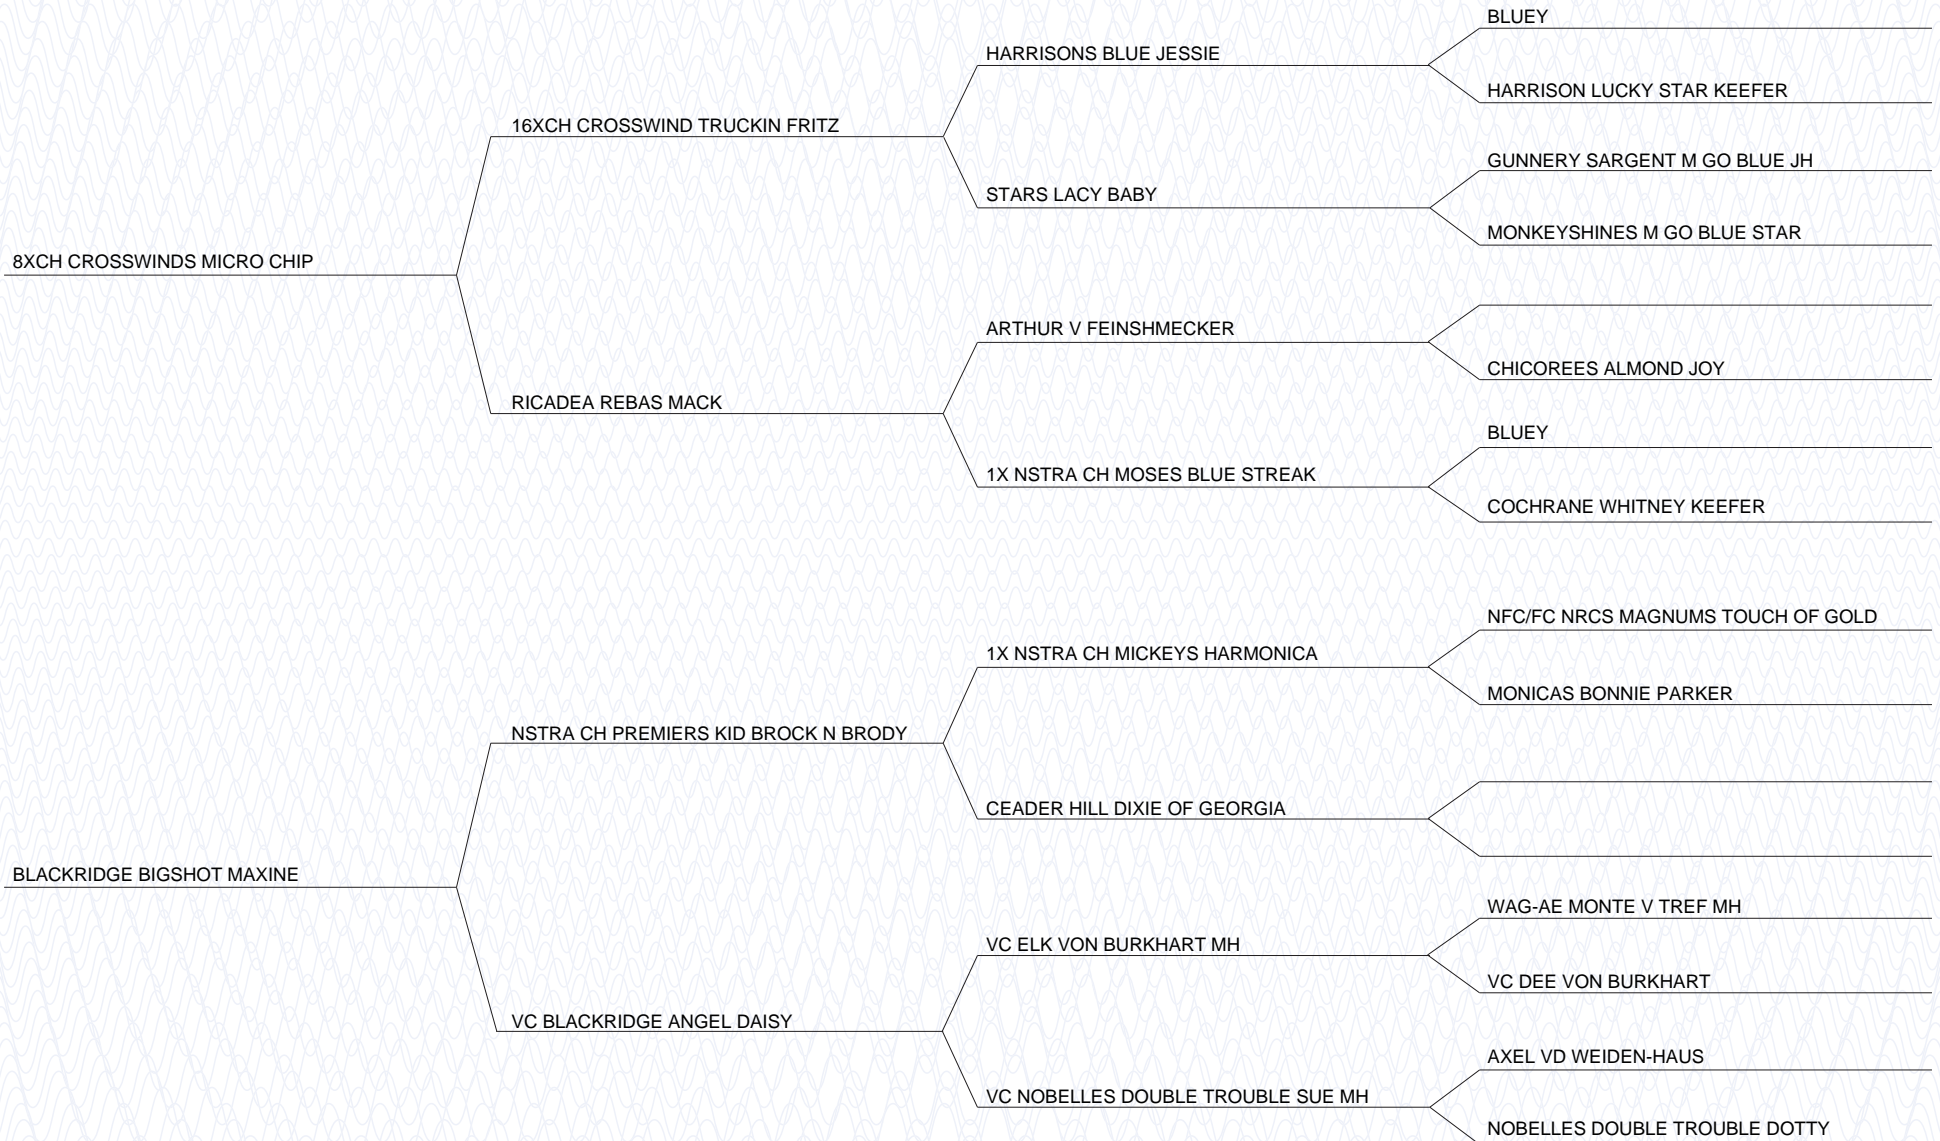 BLUEY
HARRISONS BLUE JESSIE
HARRISON LUCKY STAR KEEFER
16XCH CROSSWIND TRUCKIN FRITZ
GUNNERY SARGENT M GO BLUE JH
STARS LACY BABY
MONKEYSHINES M GO BLUE STAR
8XCH CROSSWINDS MICRO CHIP
ARTHUR V FEINSHMECKER
CHICOREES ALMOND JOY
RICADEA REBAS MACK
BLUEY
1X NSTRA CH MOSES BLUE STREAK
COCHRANE WHITNEY KEEFER
NFC/FC NRCS MAGNUMS TOUCH OF GOLD
1X NSTRA CH MICKEYS HARMONICA
MONICAS BONNIE PARKER
NSTRA CH PREMIERS KID BROCK N BRODY
CEADER HILL DIXIE OF GEORGIA
BLACKRIDGE BIGSHOT MAXINE
WAG-AE MONTE V TREF MH
VC ELK VON BURKHART MH
VC DEE VON BURKHART
VC BLACKRIDGE ANGEL DAISY
AXEL VD WEIDEN-HAUS
VC NOBELLES DOUBLE TROUBLE SUE MH
NOBELLES DOUBLE TROUBLE DOTTY